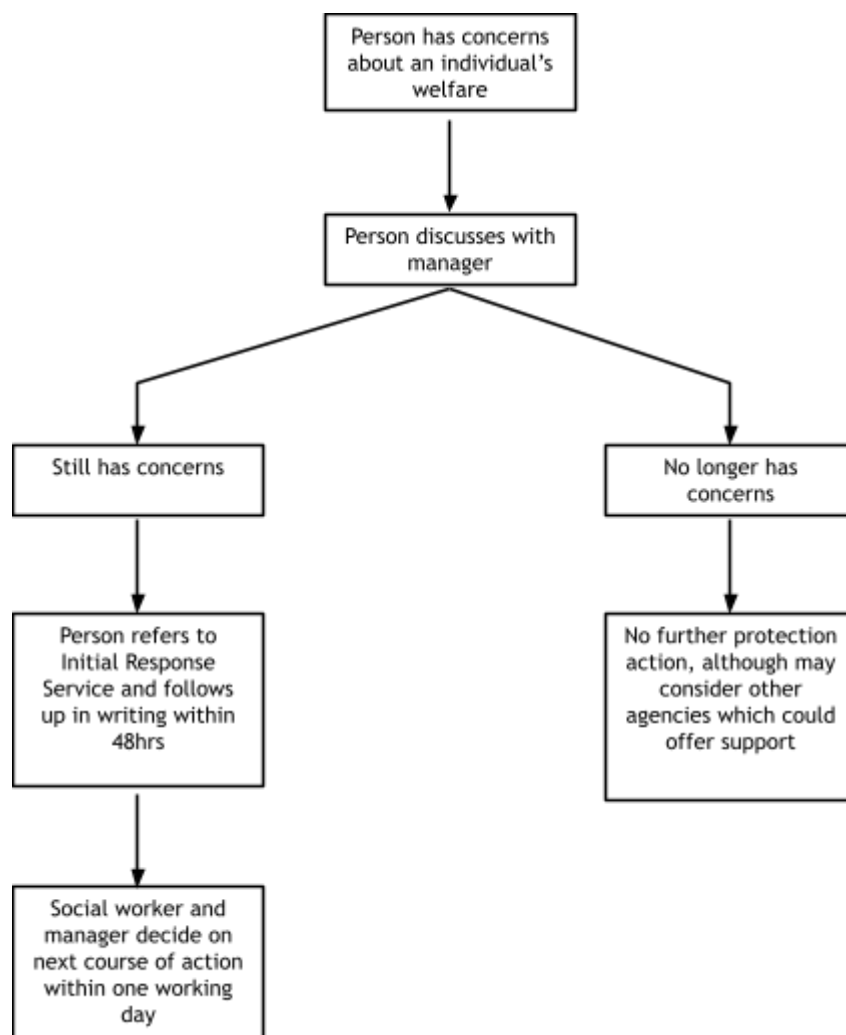 Person has concerns
about an individual's
welfare
Person discusses with
manager
Still has concerns
No longer has
concerns
Person refers to
Initial Response
Service and follows
up in writing within
48hrs
No further protection
action, although may
consider other
agencies which could
offer support
Social worker and
manager decide on
next course of action
within one working
day